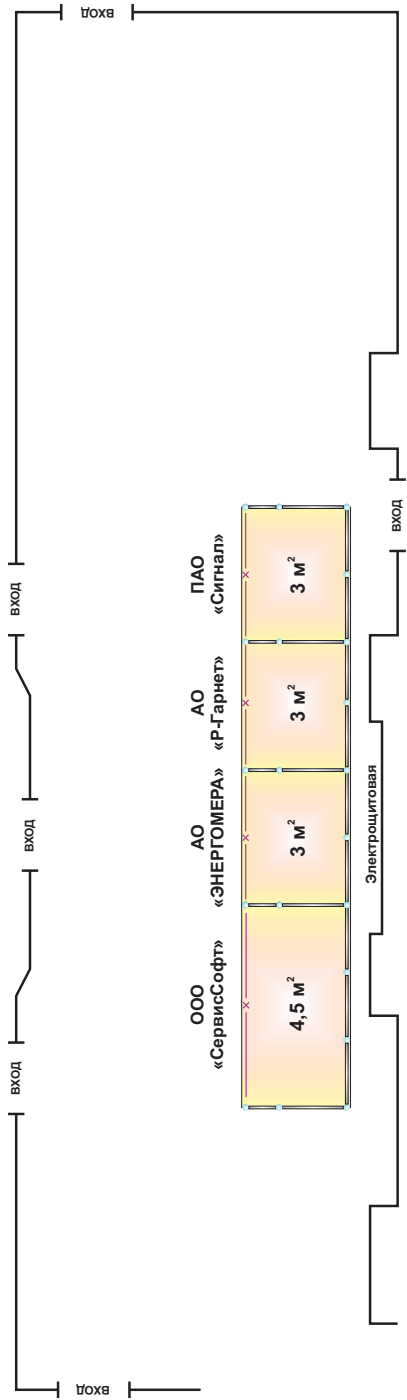 ВХОД
ВХОД
ВХОД
ВХОД
ООО
«СервисСофт»
АО
«ЭНЕРГОМЕРА»
АО
«Р-Гарнет»
ПАО
«Сигнал»
4,5 м²
3 м²
3 м²
3 м²
Электрощитовая
ВХОД
ВХОД